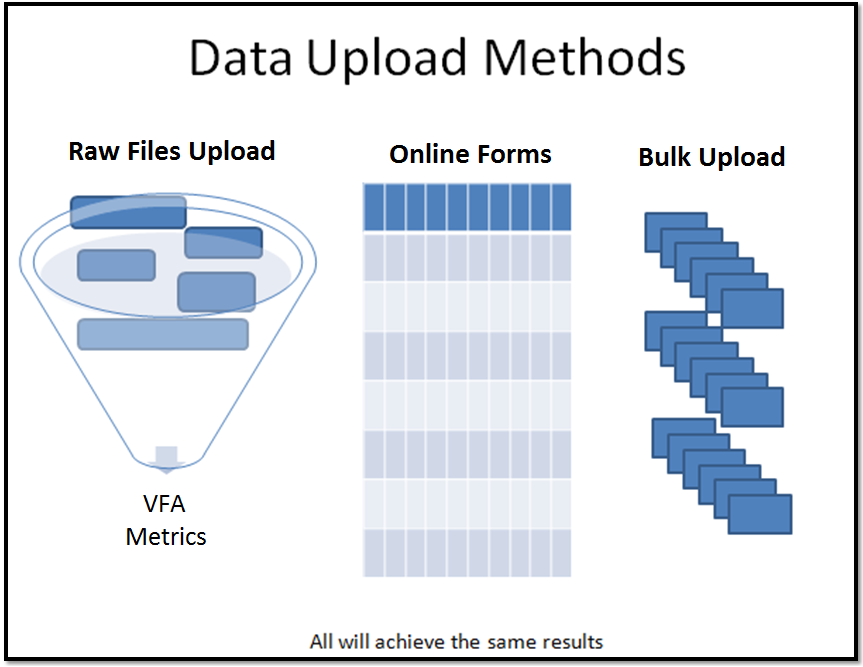 Data Upload Methods
Raw Files Upload
Online Forms
Bulk Upload
VFA
Metrics
All will achieve the same results